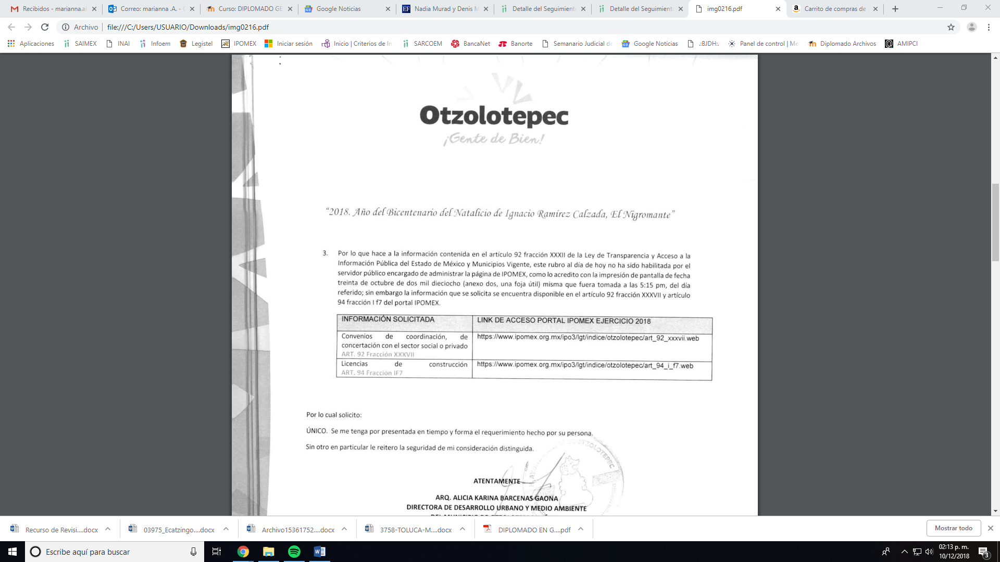 Recibidos - marianna.al
Correo: marianna .A. - O
Curso: DIPLOMADO GE
Google Noticias
Nadia Murad y Denis M
Detalle del Seguimiento
Detalle del Seguimiento
img0216.pdf
Carrito de compras de
Archivo
file:///C:/Users/USUARIO/Downloads/img0216.pdf
Aplicaciones
SAIMEX
INAI
Infoem
Legistel
IPOMEX
Iniciar sesión
Inicio | Criterios de In
SARCOEM
BancaNet
Banorte
Semanario Judicial de
Google Noticias
.:BJDH:.
Panel de control | Mé
Diplomado Archivos
AMIPCI
Otzolotepec
¡Gente de Bien!
“2018. Año del Bicentenario del Natalicio de Ignacio Ramírez Calzada, El Nigromante”
3. Por lo que hace a la información contenida en el artículo 92 fracción XXXII de la Ley de Transparencia y Acceso a la
Información Pública del Estado de México y Municipios Vigente, este rubro al día de hoy no ha sido habilitada por el
servidor público encargado de administrar la página de IPOMEX, como lo acredito con la impresión de pantalla de fecha
treinta de octubre de dos mil dieciocho (anexo dos, una foja útil) misma que fuera tomada a las 5:15 pm, del día
referido; sin embargo la información que se solicita se encuentra disponible en el artículo 92 fracción XXXVII y artículo
94 fracción I f7 del portal IPOMEX.
INFORMACIÓN SOLICITADA
LINK DE ACCESO PORTAL IPOMEX EJERCICIO 2018
Convenios de coordinación, de
concertación con el sector social o privado
ART. 92 Fracción XXXVII
https://www.ipomex.org.mx/ipo3/lgt/indice/otzolotepec/art_92_xxxvii.web
Licencias de construcción
ART. 94 Fracción IF7
https://www.ipomex.org.mx/ipo3/lgt/indice/otzolotepec/art_94_i_f7.web
Por lo cual solicito:
ÚNICO. Se me tenga por presentada en tiempo y forma el requerimiento hecho por su persona.
Sin otro en particular le reitero la seguridad de mi consideración distinguida.
OTZOLOTEPEC
ATENTAMENTE
ARQ. ALICIA KARINA BARCENAS GAONA
DIRECTORA DE DESARROLLO URBANO Y MEDIO AMBIENTE
Recurso de Revisi....docx
03975_Ecatzingo....docx
Archivo15361752....docx
3758-TOLUCA-M....docx
DIPLOMADO EN G....pdf
Mostrar todo
Escribe aquí para buscar
02:13 p. m.
10/12/2018
3